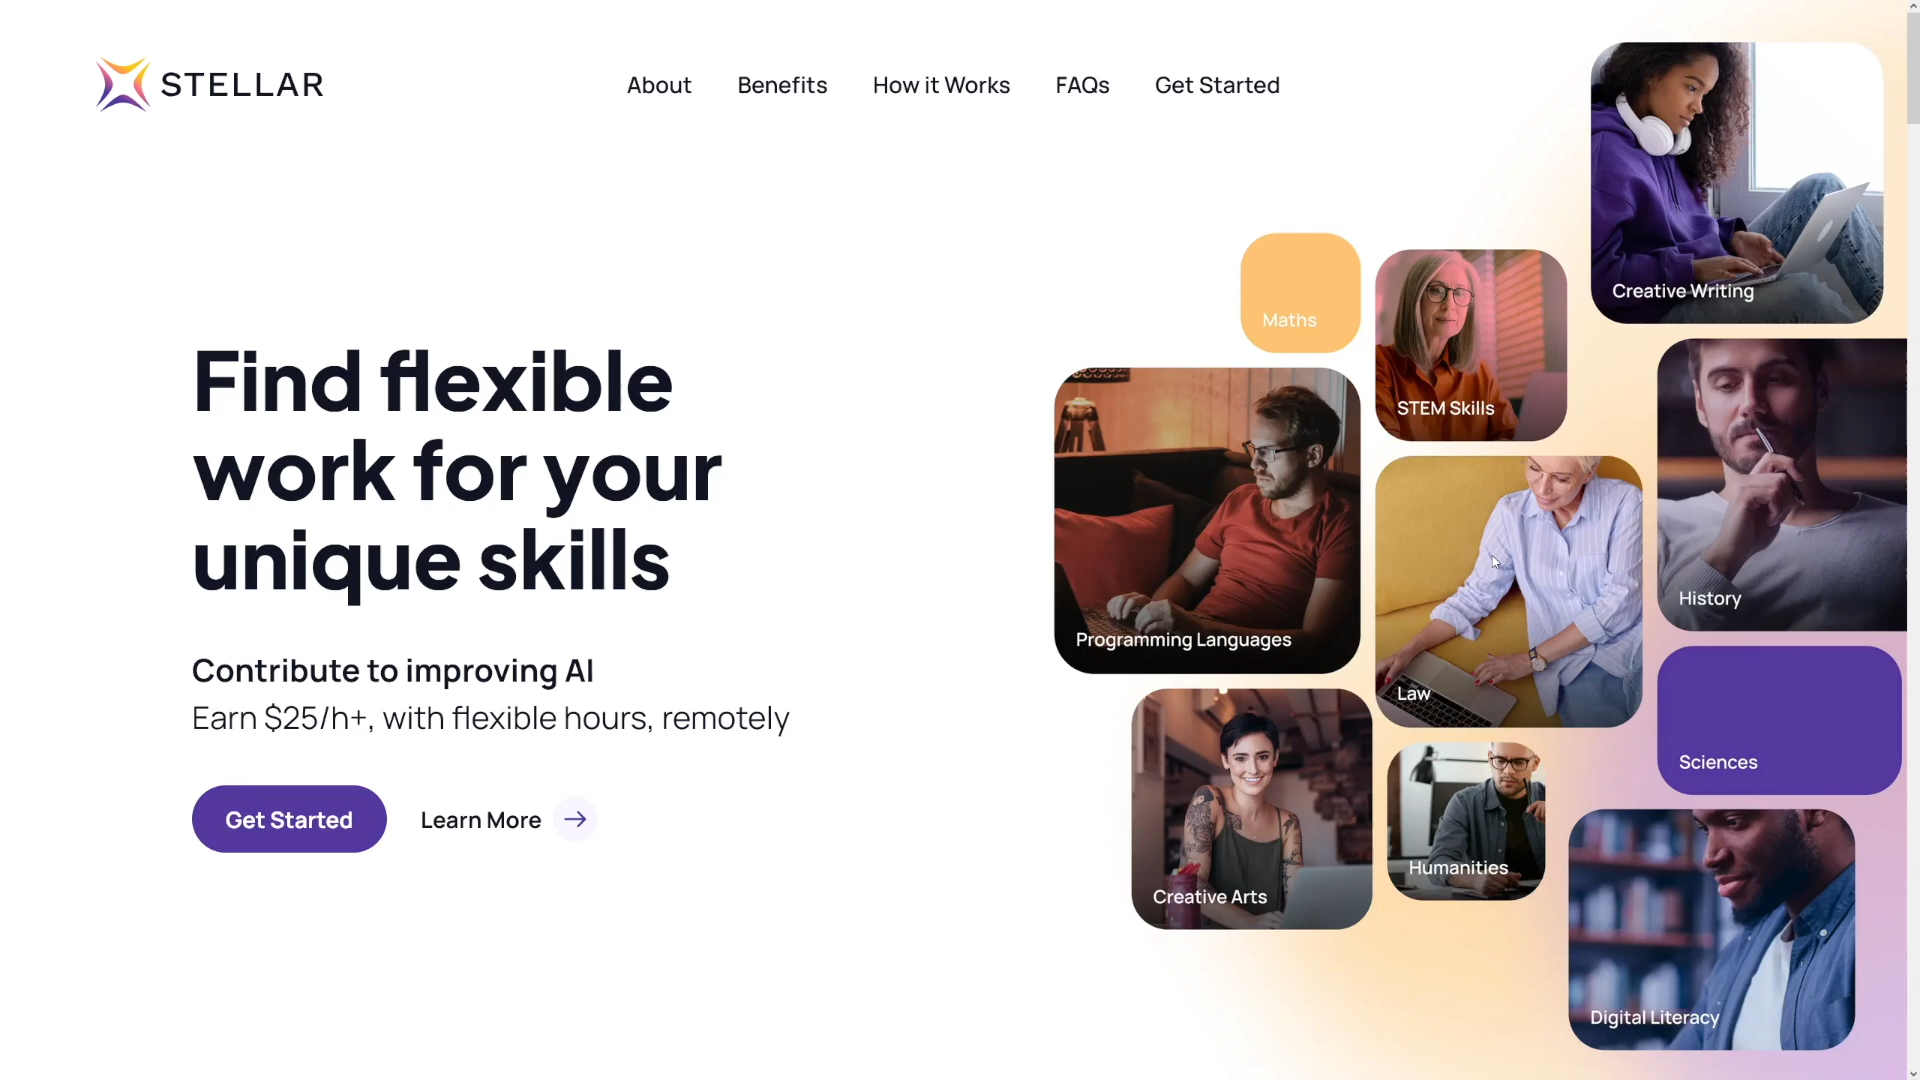 STELLAR
About
Benefits
How it Works
FAQs
Get Started
Find flexible
work for your
unique skills
Contribute to improving AI
Earn $25/h+, with flexible hours, remotely
Get Started
Learn More
Creative Writing
Maths
STEM Skills
History
Programming Languages
Law
Sciences
Creative Arts
Humanities
Digital Literacy